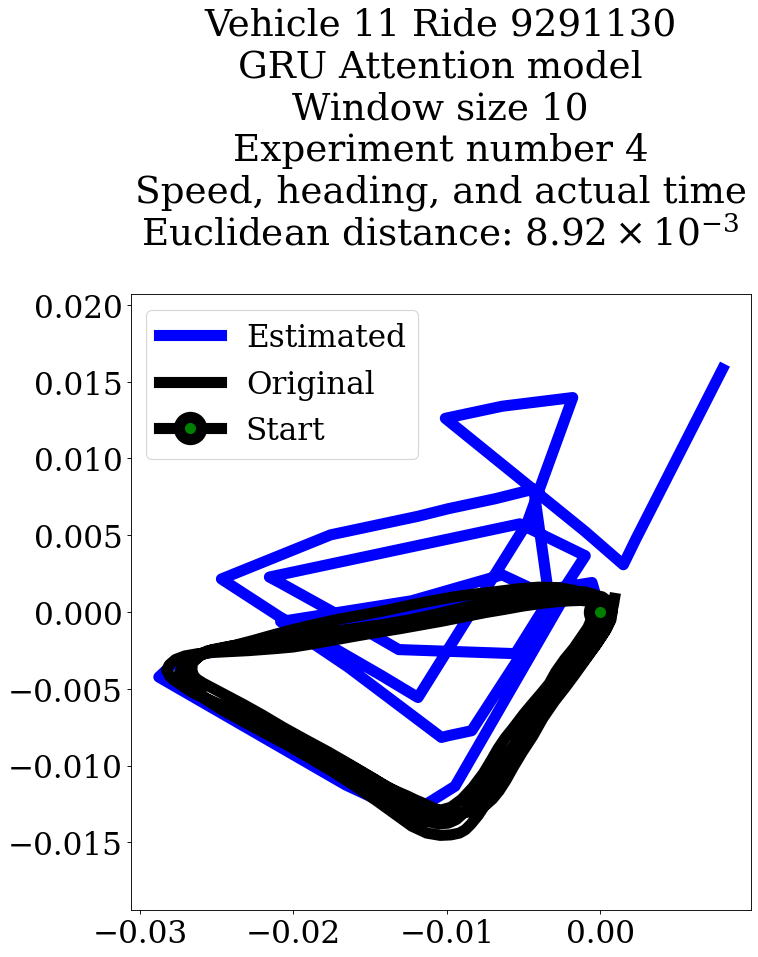 Vehicle 11 Ride 9291130
GRU Attention model
Window size 10
Experiment number 4
Speed, heading, and actual time
Euclidean distance: 8.92 × 10⁻³
0.020
0.015
0.010
0.005
0.000
−0.005
−0.010
−0.015
Estimated
Original
Start
−0.03 −0.02 −0.01 0.00